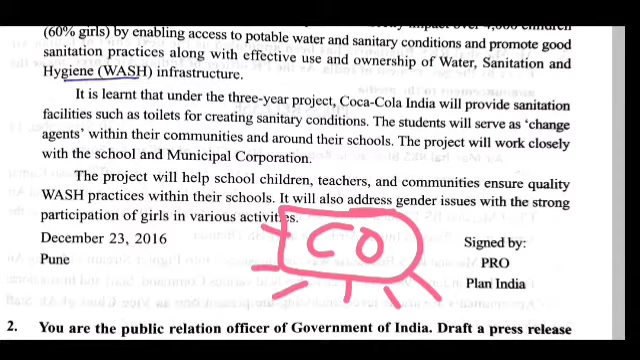 impact over 4,000 children
(60% girls) by enabling access to potable water and sanitary conditions and promote good
sanitation practices along with effective use and ownership of Water, Sanitation and
Hygiene (WASH) infrastructure.
It is learnt that under the three-year project, Coca-Cola India will provide sanitation
facilities such as toilets for creating sanitary conditions. The students will serve as 'change
agents' within their communities and around their schools. The project will work closely
with the school and Municipal Corporation.
The project will help school children, teachers, and communities ensure quality
WASH practices within their schools. It will also address gender issues with the strong
participation of girls in various activities.
CO
December 23, 2016
Pune
Signed by:
PRO
Plan India
2. You are the public relation officer of Government of India. Draft a press release